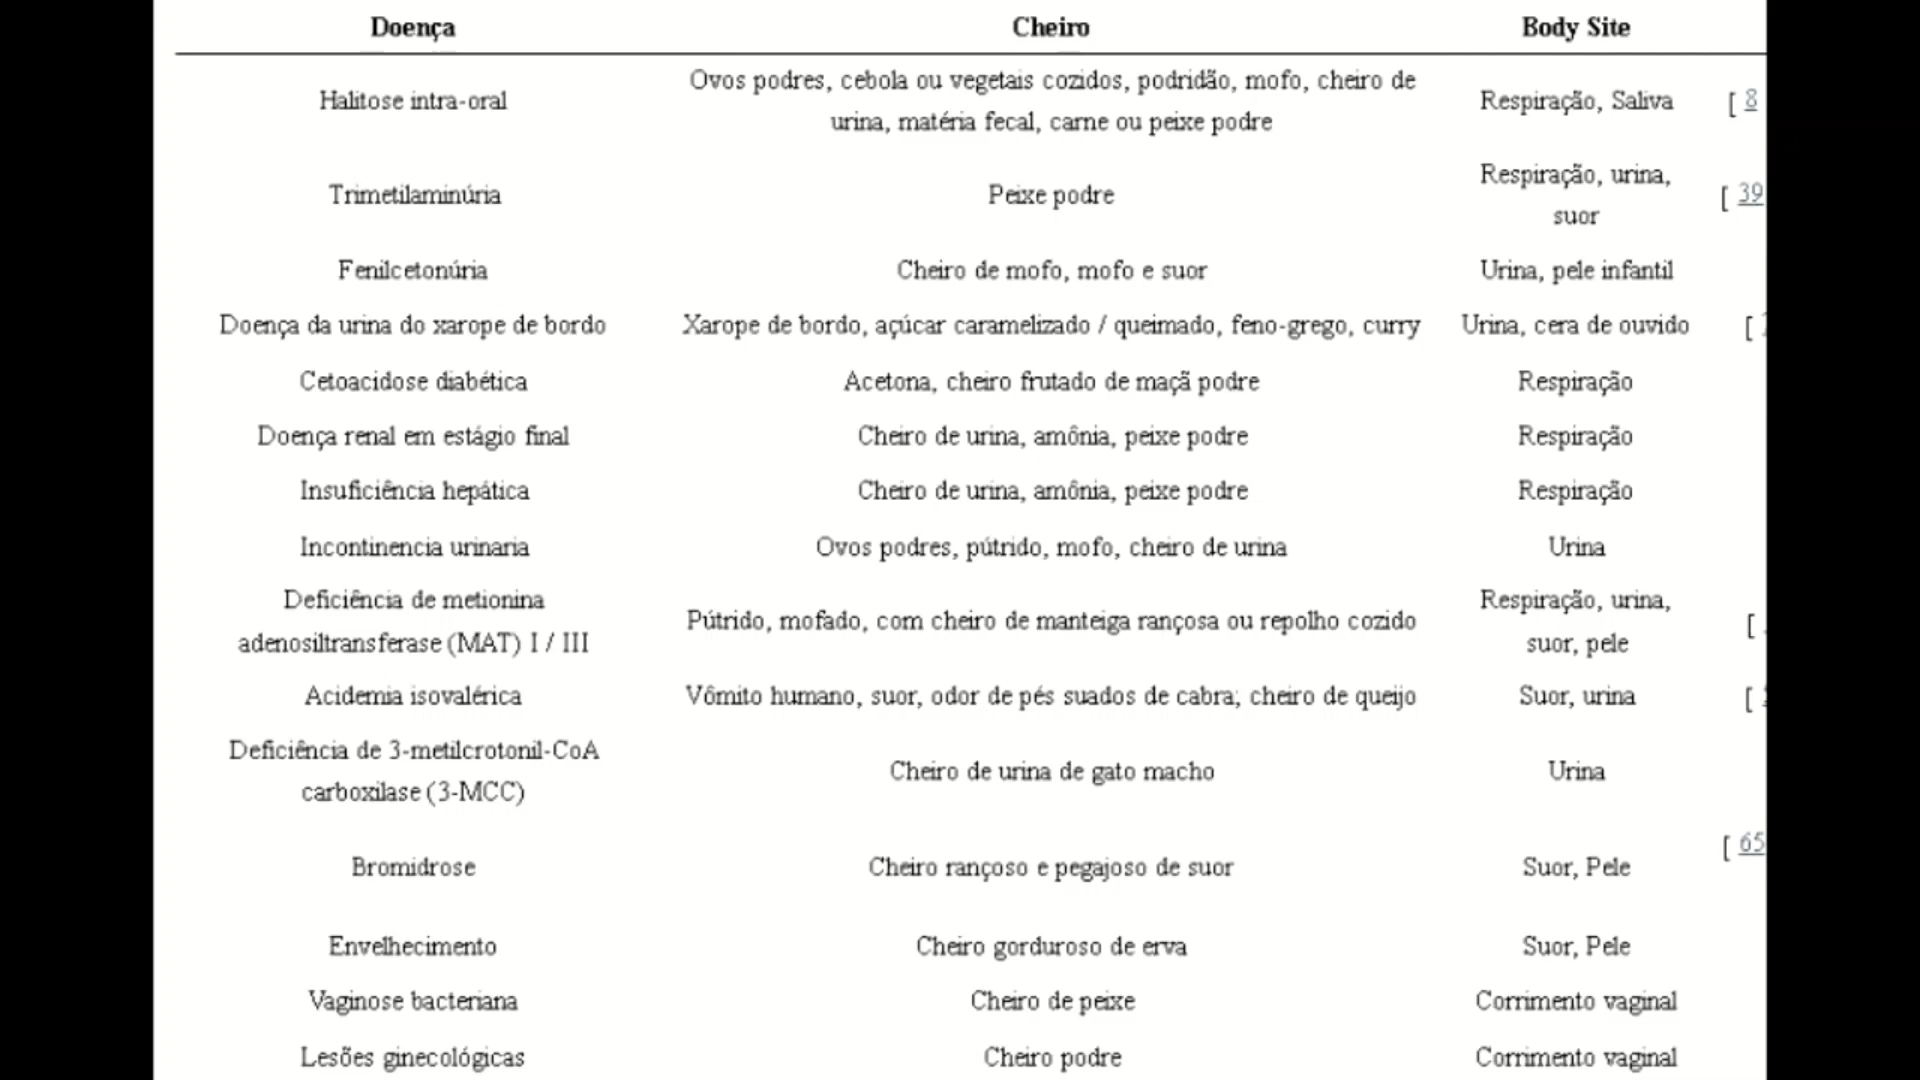 Doença Cheiro Body Site
Halitose intra-oral Ovos podres, cebola ou vegetais cozidos, podridão, mofo, cheiro de urina, matéria fecal, carne ou peixe podre Respiração, Saliva [ 8
Trimetilaminúria Peixe podre Respiração, urina, suor [ 39
Fenilcetonúria Cheiro de mofo, mofo e suor Urina, pele infantil
Doença da urina do xarope de bordo Xarope de bordo, açúcar caramelizado / queimado, feno-grego, curry Urina, cera de ouvido [
Cetoacidose diabética Acetona, cheiro frutado de maçã podre Respiração
Doença renal em estágio final Cheiro de urina, amônia, peixe podre Respiração
Insuficiência hepática Cheiro de urina, amônia, peixe podre Respiração
Incontinencia urinaria Ovos podres, pútrido, mofo, cheiro de urina Urina
Deficiência de metionina adenosiltransferase (MAT) I / III Pútrido, mofado, com cheiro de manteiga rançosa ou repolho cozido Respiração, urina, suor, pele [
Acidemia isovalérica Vômito humano, suor, odor de pés suados de cabra; cheiro de queijo Suor, urina [
Deficiência de 3-metilcrotonil-CoA carboxilase (3-MCC) Cheiro de urina de gato macho Urina
Bromidrose Cheiro rançoso e pegajoso de suor Suor, Pele [ 65
Envelhecimento Cheiro gorduroso de erva Suor, Pele
Vaginose bacteriana Cheiro de peixe Corrimento vaginal
Lesões ginecológicas Cheiro podre Corrimento vaginal